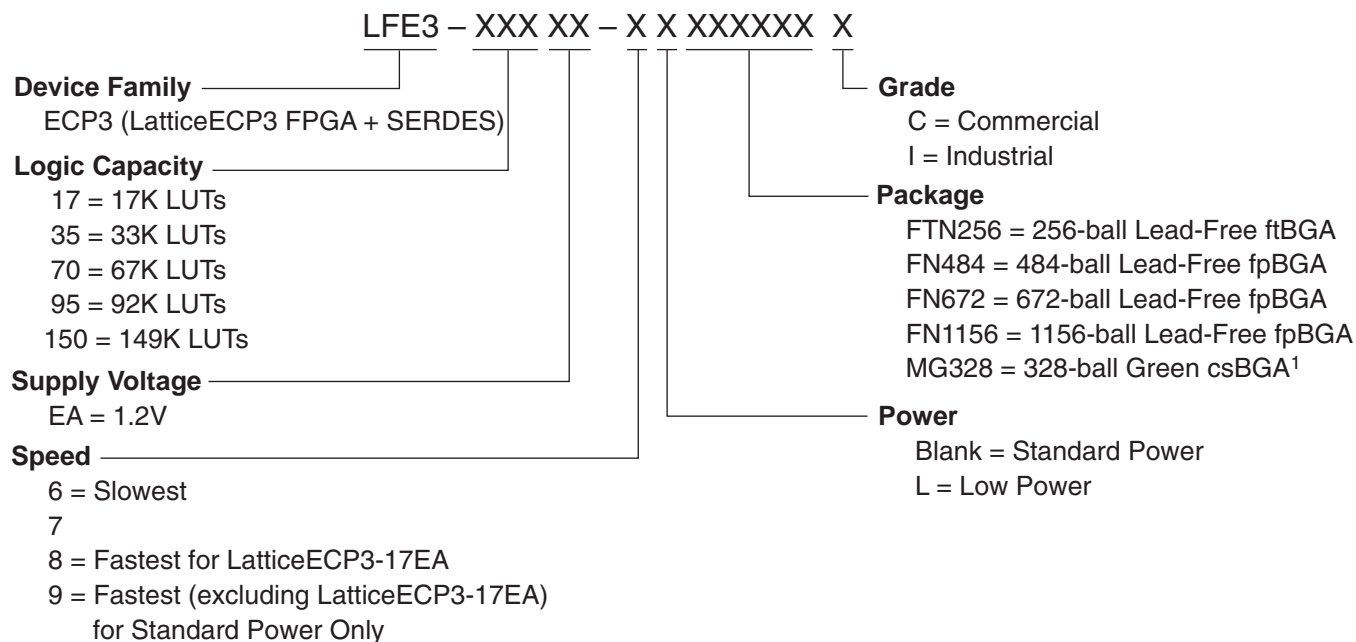 LFE3 – XXX XX – X X XXXXXX X
Device Family
ECP3 (LatticeECP3 FPGA + SERDES)
Logic Capacity
17 = 17K LUTs
35 = 33K LUTs
70 = 67K LUTs
95 = 92K LUTs
150 = 149K LUTs
Supply Voltage
EA = 1.2V
Speed
6 = Slowest
7
8 = Fastest for LatticeECP3-17EA
9 = Fastest (excluding LatticeECP3-17EA)
for Standard Power Only
Grade
C = Commercial
I = Industrial
Package
FTN256 = 256-ball Lead-Free ftBGA
FN484 = 484-ball Lead-Free fpBGA
FN672 = 672-ball Lead-Free fpBGA
FN1156 = 1156-ball Lead-Free fpBGA
MG328 = 328-ball Green csBGA¹
Power
Blank = Standard Power
L = Low Power